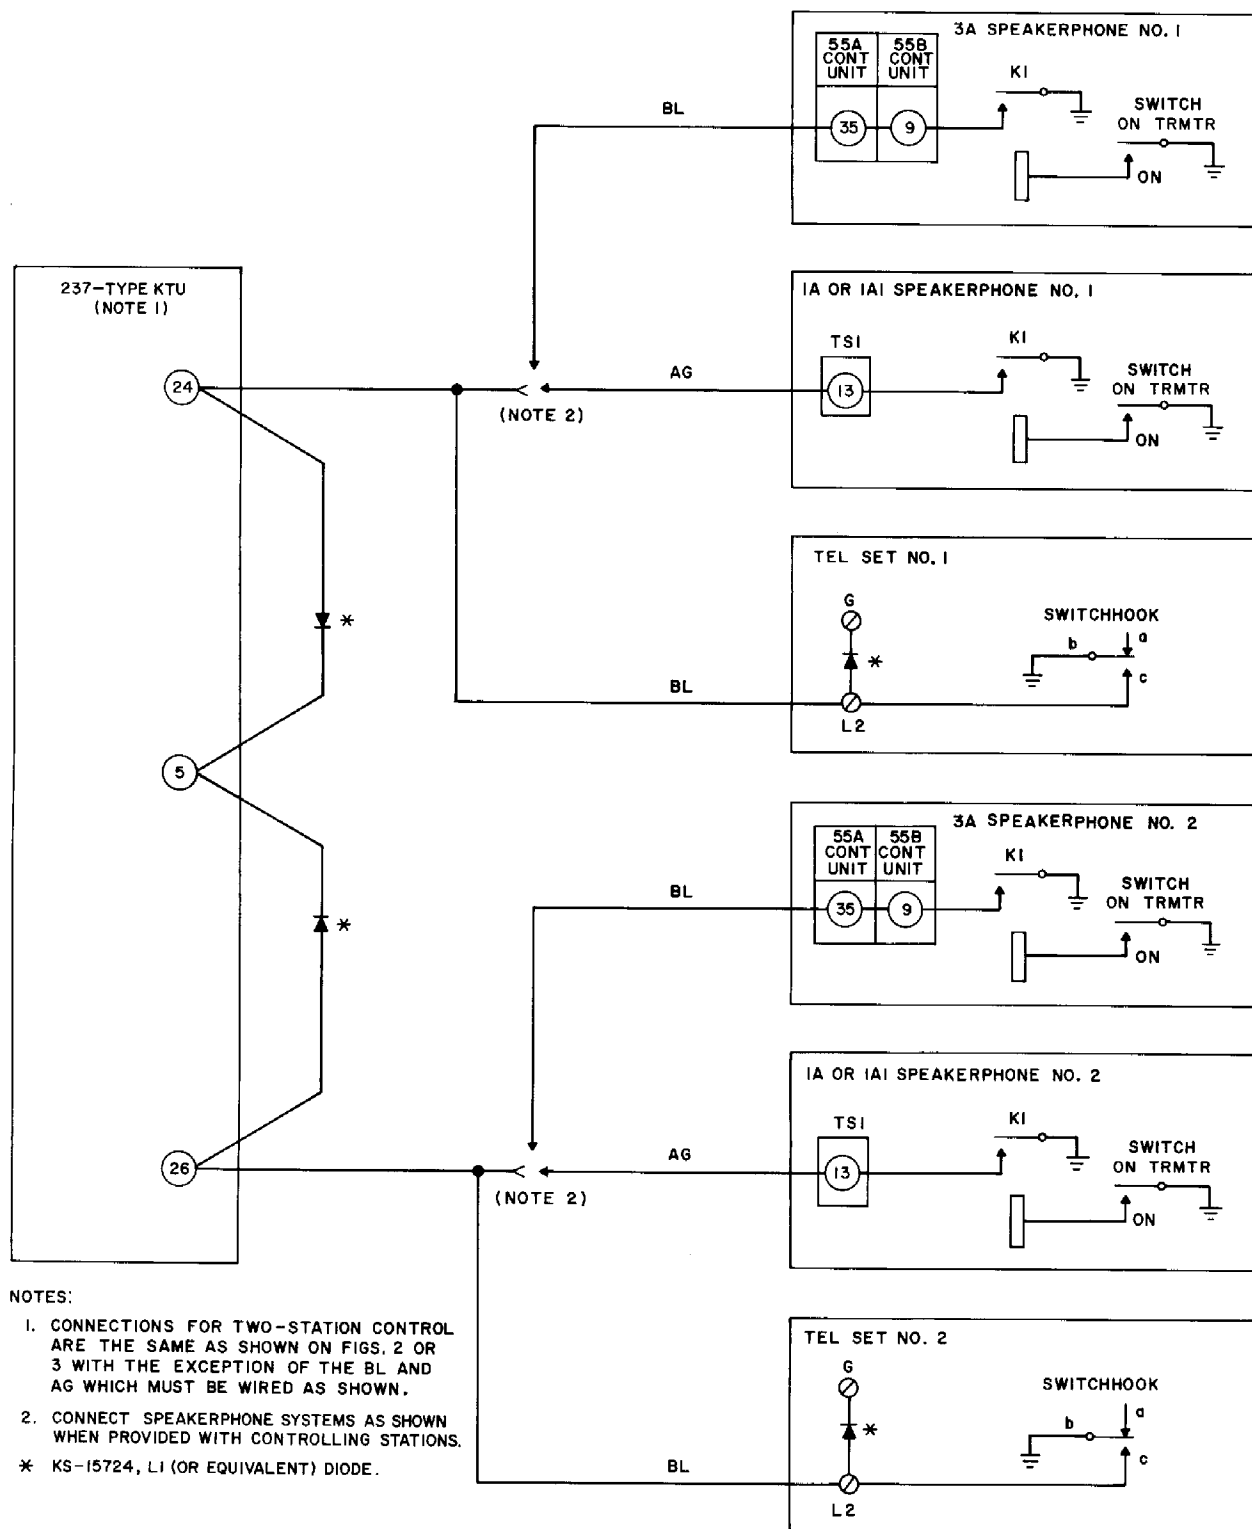 3A SPEAKERPHONE NO. 1
55A CONT UNIT
55B CONT UNIT
K1
BL
35
9
SWITCH ON TRMTR
ON
237-TYPE KTU
(NOTE 1)
1A OR 1A1 SPEAKERPHONE NO. 1
TS1
K1
24
AG
13
SWITCH ON TRMTR
ON
(NOTE 2)
TEL SET NO. 1
G
SWITCHHOOK
*
*
a
b
c
BL
L2
5
3A SPEAKERPHONE NO. 2
55A CONT UNIT
55B CONT UNIT
K1
BL
35
9
SWITCH ON TRMTR
ON
*
1A OR 1A1 SPEAKERPHONE NO. 2
TS1
K1
26
AG
13
SWITCH ON TRMTR
ON
(NOTE 2)
NOTES:
1. CONNECTIONS FOR TWO-STATION CONTROL
ARE THE SAME AS SHOWN ON FIGS. 2 OR
3 WITH THE EXCEPTION OF THE BL AND
AG WHICH MUST BE WIRED AS SHOWN.
2. CONNECT SPEAKERPHONE SYSTEMS AS SHOWN
WHEN PROVIDED WITH CONTROLLING STATIONS.
* KS-15724, L1 (OR EQUIVALENT) DIODE.
TEL SET NO. 2
G
SWITCHHOOK
*
a
b
c
BL
L2